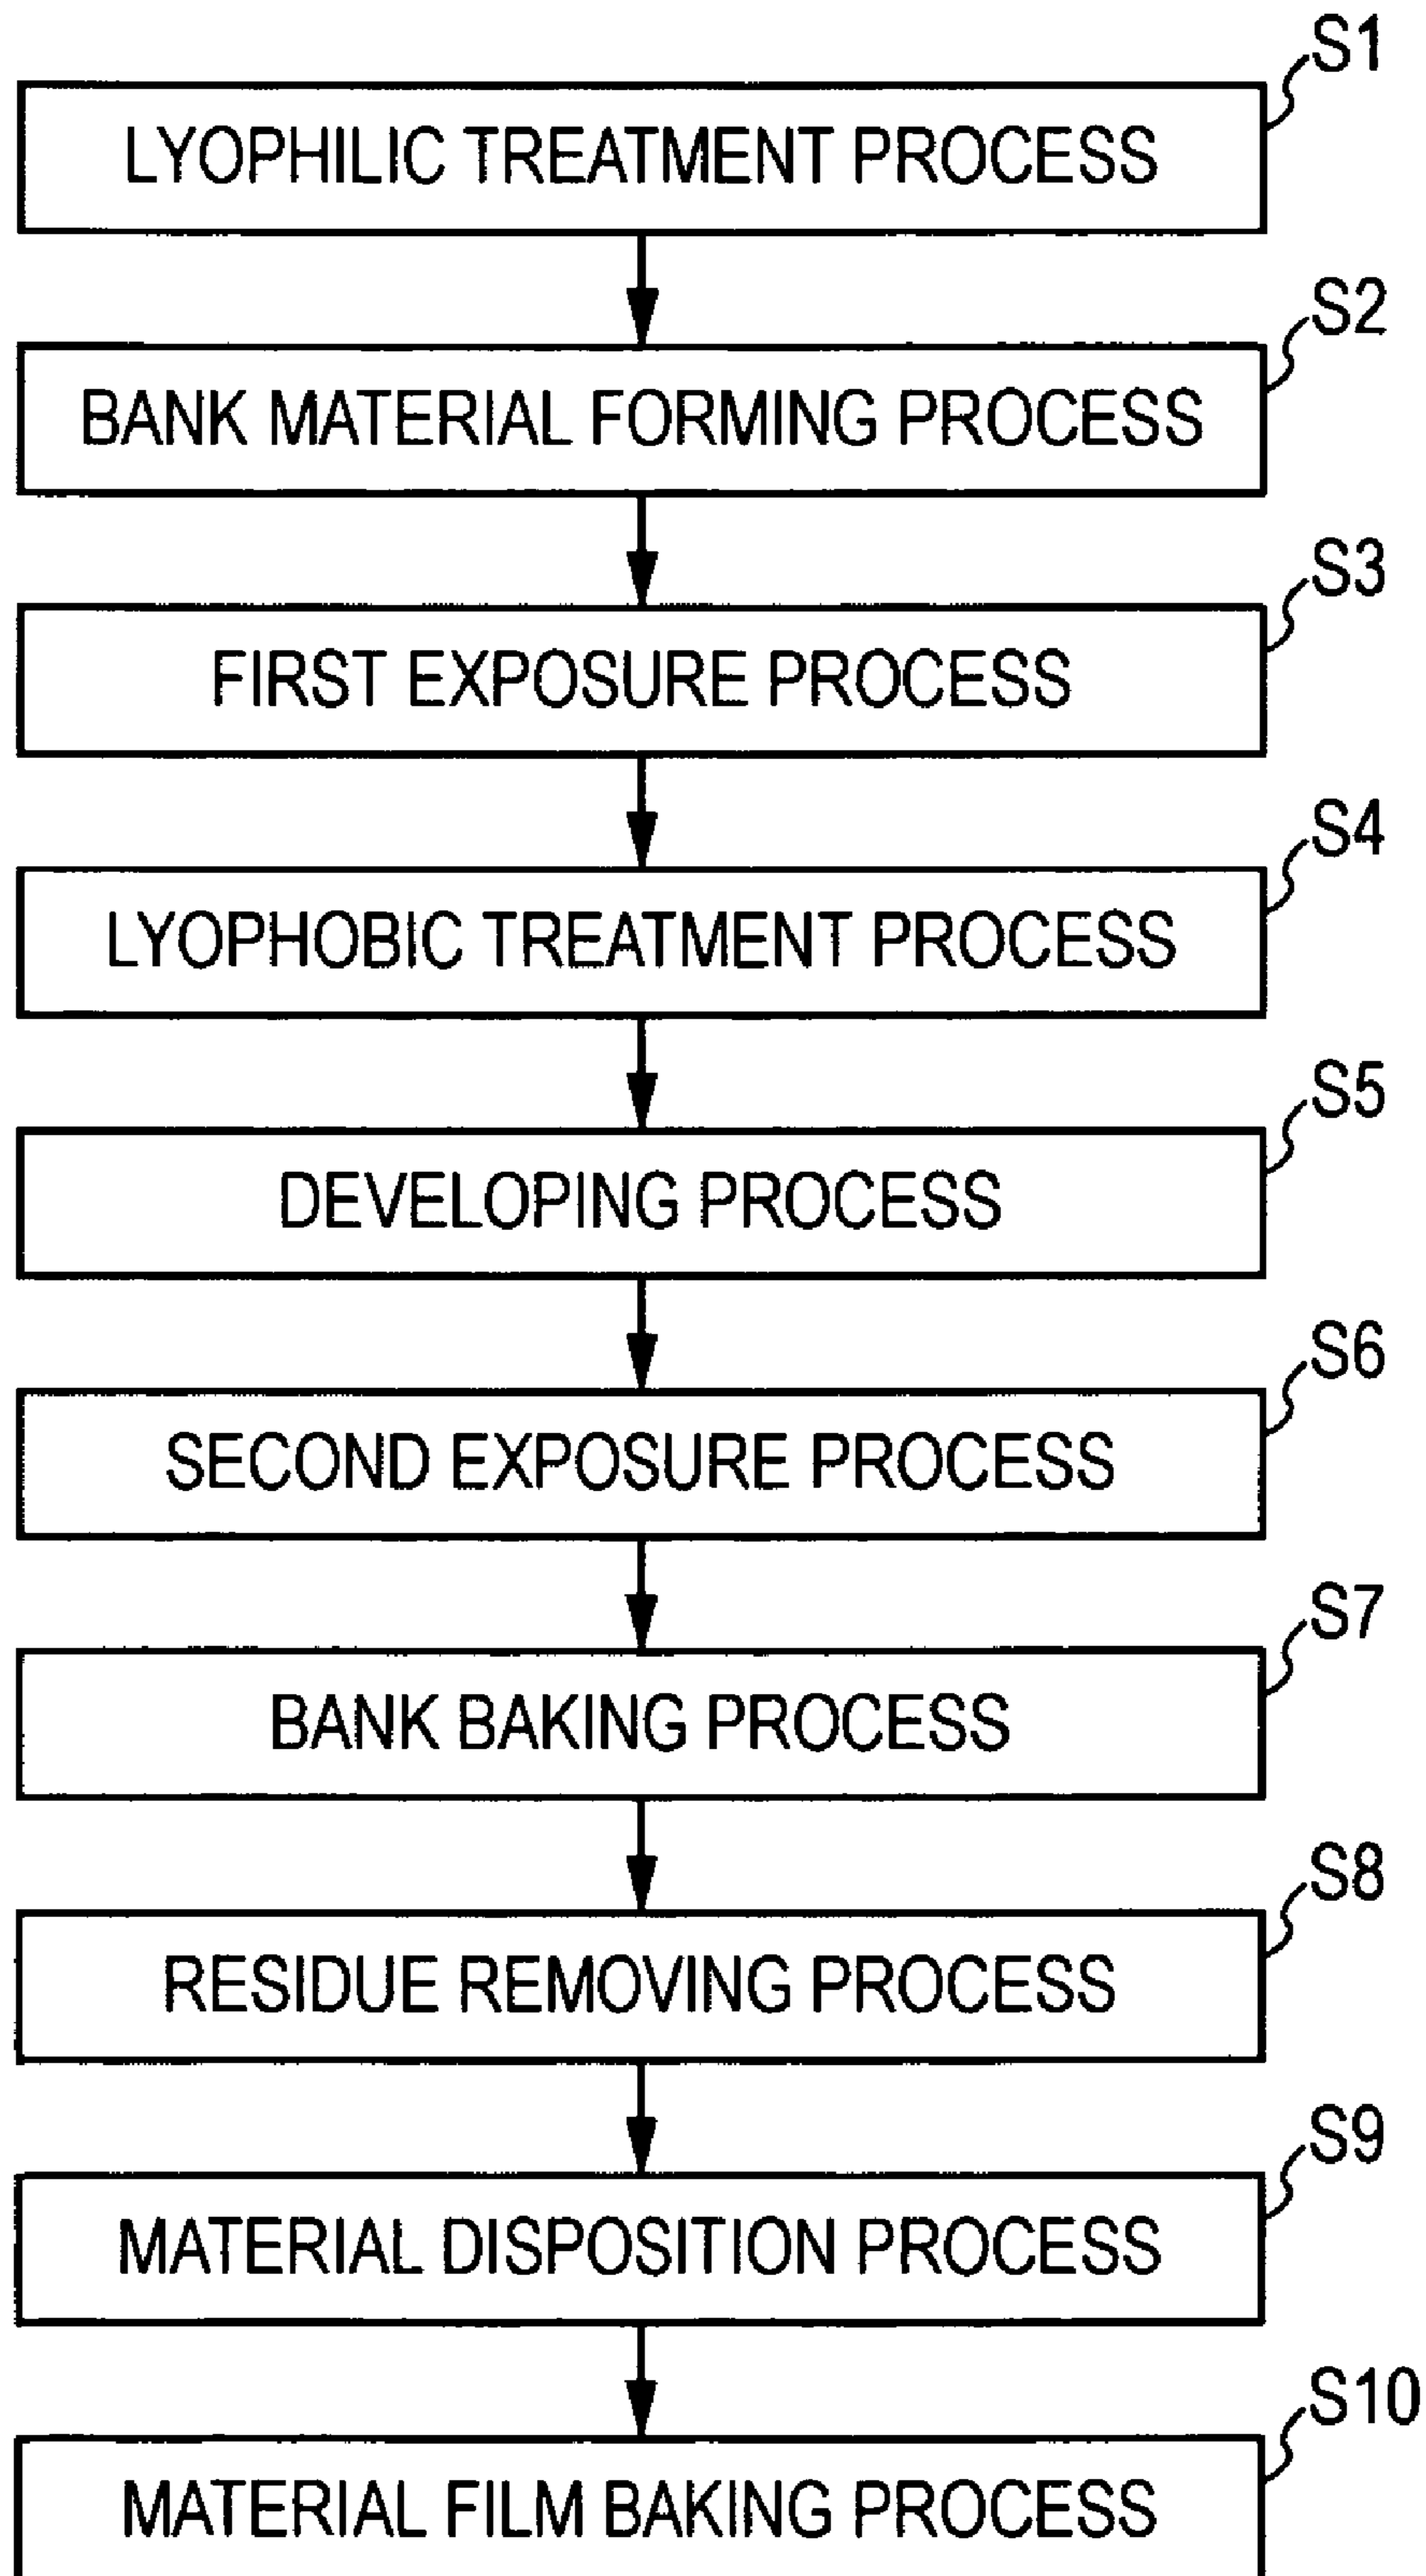 S1
LYOPHILIC TREATMENT PROCESS
S2
BANK MATERIAL FORMING PROCESS
S3
FIRST EXPOSURE PROCESS
S4
LYOPHOBIC TREATMENT PROCESS
S5
DEVELOPING PROCESS
S6
SECOND EXPOSURE PROCESS
S7
BANK BAKING PROCESS
S8
RESIDUE REMOVING PROCESS
S9
MATERIAL DISPOSITION PROCESS
S10
MATERIAL FILM BAKING PROCESS